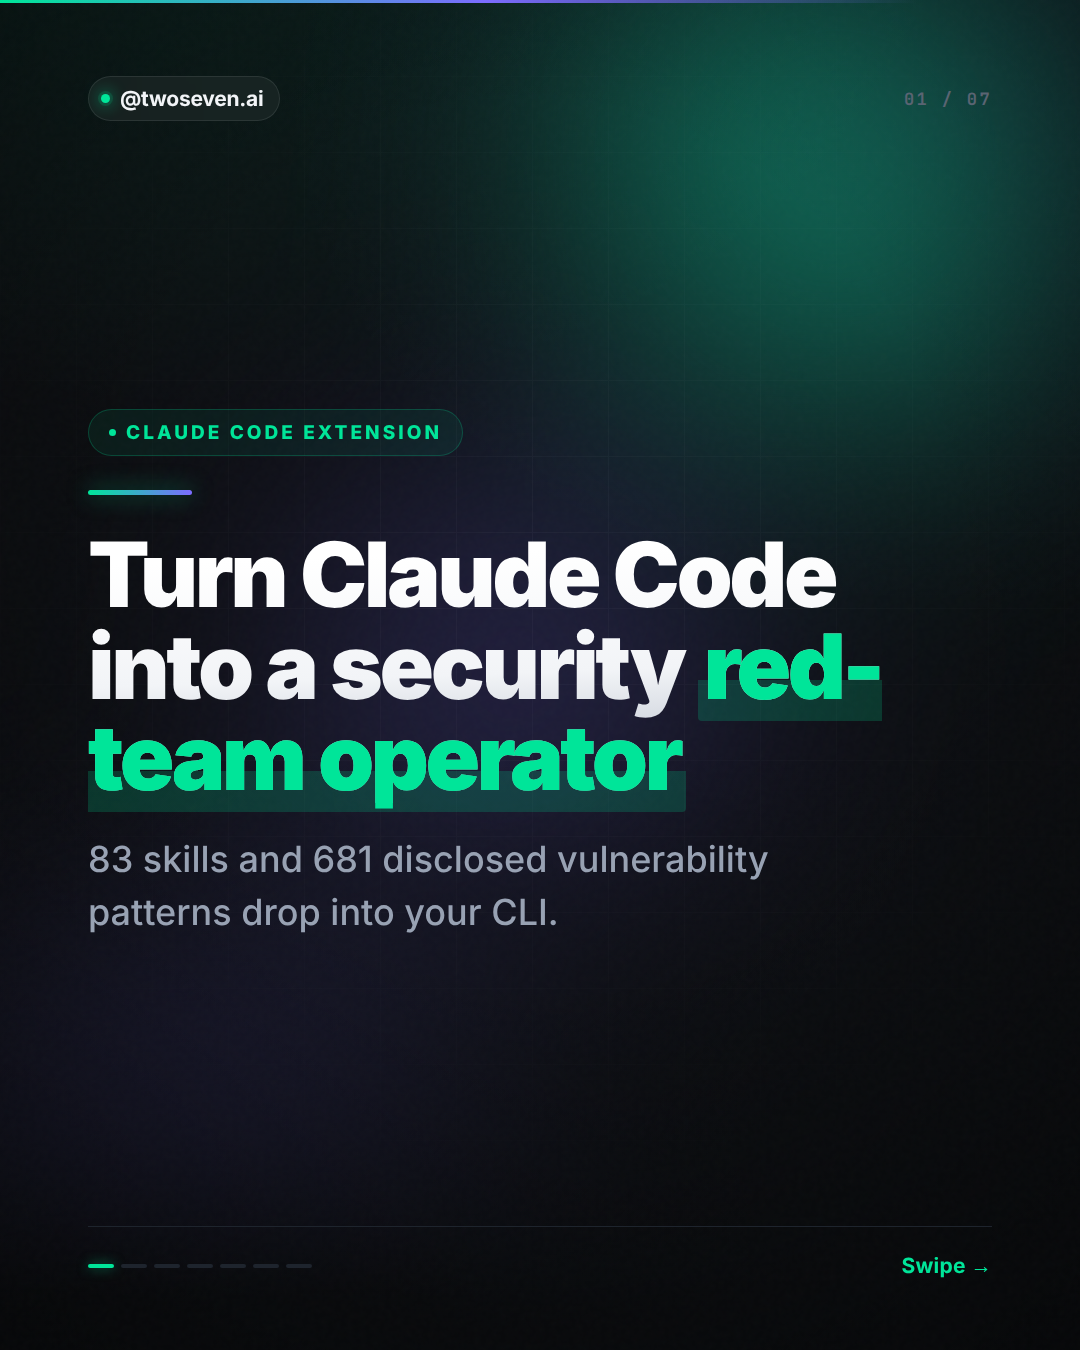 @twoseven.ai
01 / 07
CLAUDE CODE EXTENSION
Turn Claude Code
into a security red-
team operator
83 skills and 681 disclosed vulnerability
patterns drop into your CLI.
Swipe →